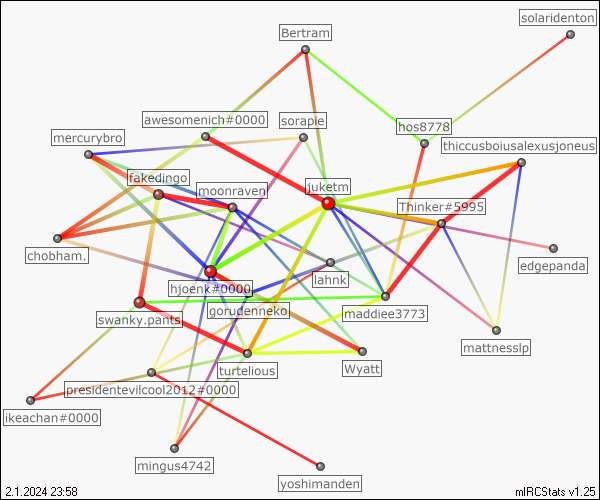 solaridenton
Bertram
awesomenich#0000
sorapie
hos8778
mercurybro
thiccusboiusalexusjoneus
fakedingo
moonraven
juketm
Thinker#5995
chobham.
edgepanda
lahnk
hjoenk#0000
gorudenneko
maddiee3773
swanky.pants
mattnesslp
turtelious
Wyatt
presidentevilcool2012#0000
ikeachan#0000
mingus4742
yoshimanden
2.1.2024 23:58
mIRCStats v1.25